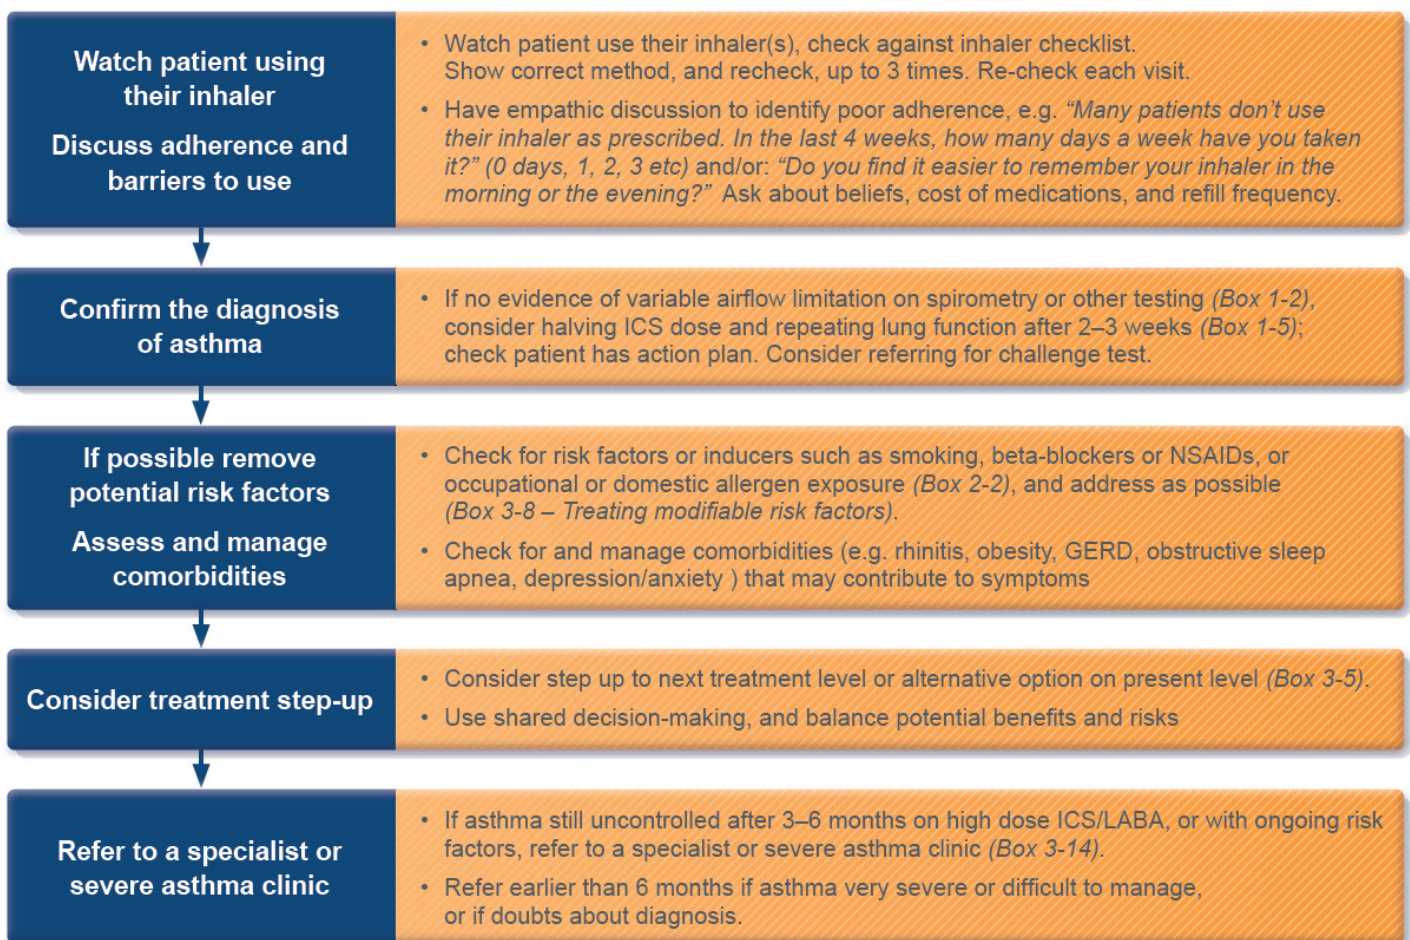 Watch patient using
their inhaler
Discuss adherence and
barriers to use
• Watch patient use their inhaler(s), check against inhaler checklist.
Show correct method, and recheck, up to 3 times. Re-check each visit.
• Have empathic discussion to identify poor adherence, e.g. “Many patients don’t use
their inhaler as prescribed. In the last 4 weeks, how many days a week have you taken
it?” (0 days, 1, 2, 3 etc) and/or: “Do you find it easier to remember your inhaler in the
morning or the evening?” Ask about beliefs, cost of medications, and refill frequency.
Confirm the diagnosis
of asthma
• If no evidence of variable airflow limitation on spirometry or other testing (Box 1-2),
consider halving ICS dose and repeating lung function after 2–3 weeks (Box 1-5);
check patient has action plan. Consider referring for challenge test.
If possible remove
potential risk factors
Assess and manage
comorbidities
• Check for risk factors or inducers such as smoking, beta-blockers or NSAIDs, or
occupational or domestic allergen exposure (Box 2-2), and address as possible
(Box 3-8 – Treating modifiable risk factors).
• Check for and manage comorbidities (e.g. rhinitis, obesity, GERD, obstructive sleep
apnea, depression/anxiety ) that may contribute to symptoms
Consider treatment step-up
• Consider step up to next treatment level or alternative option on present level (Box 3-5).
• Use shared decision-making, and balance potential benefits and risks
Refer to a specialist or
severe asthma clinic
• If asthma still uncontrolled after 3–6 months on high dose ICS/LABA, or with ongoing risk
factors, refer to a specialist or severe asthma clinic (Box 3-14).
• Refer earlier than 6 months if asthma very severe or difficult to manage,
or if doubts about diagnosis.